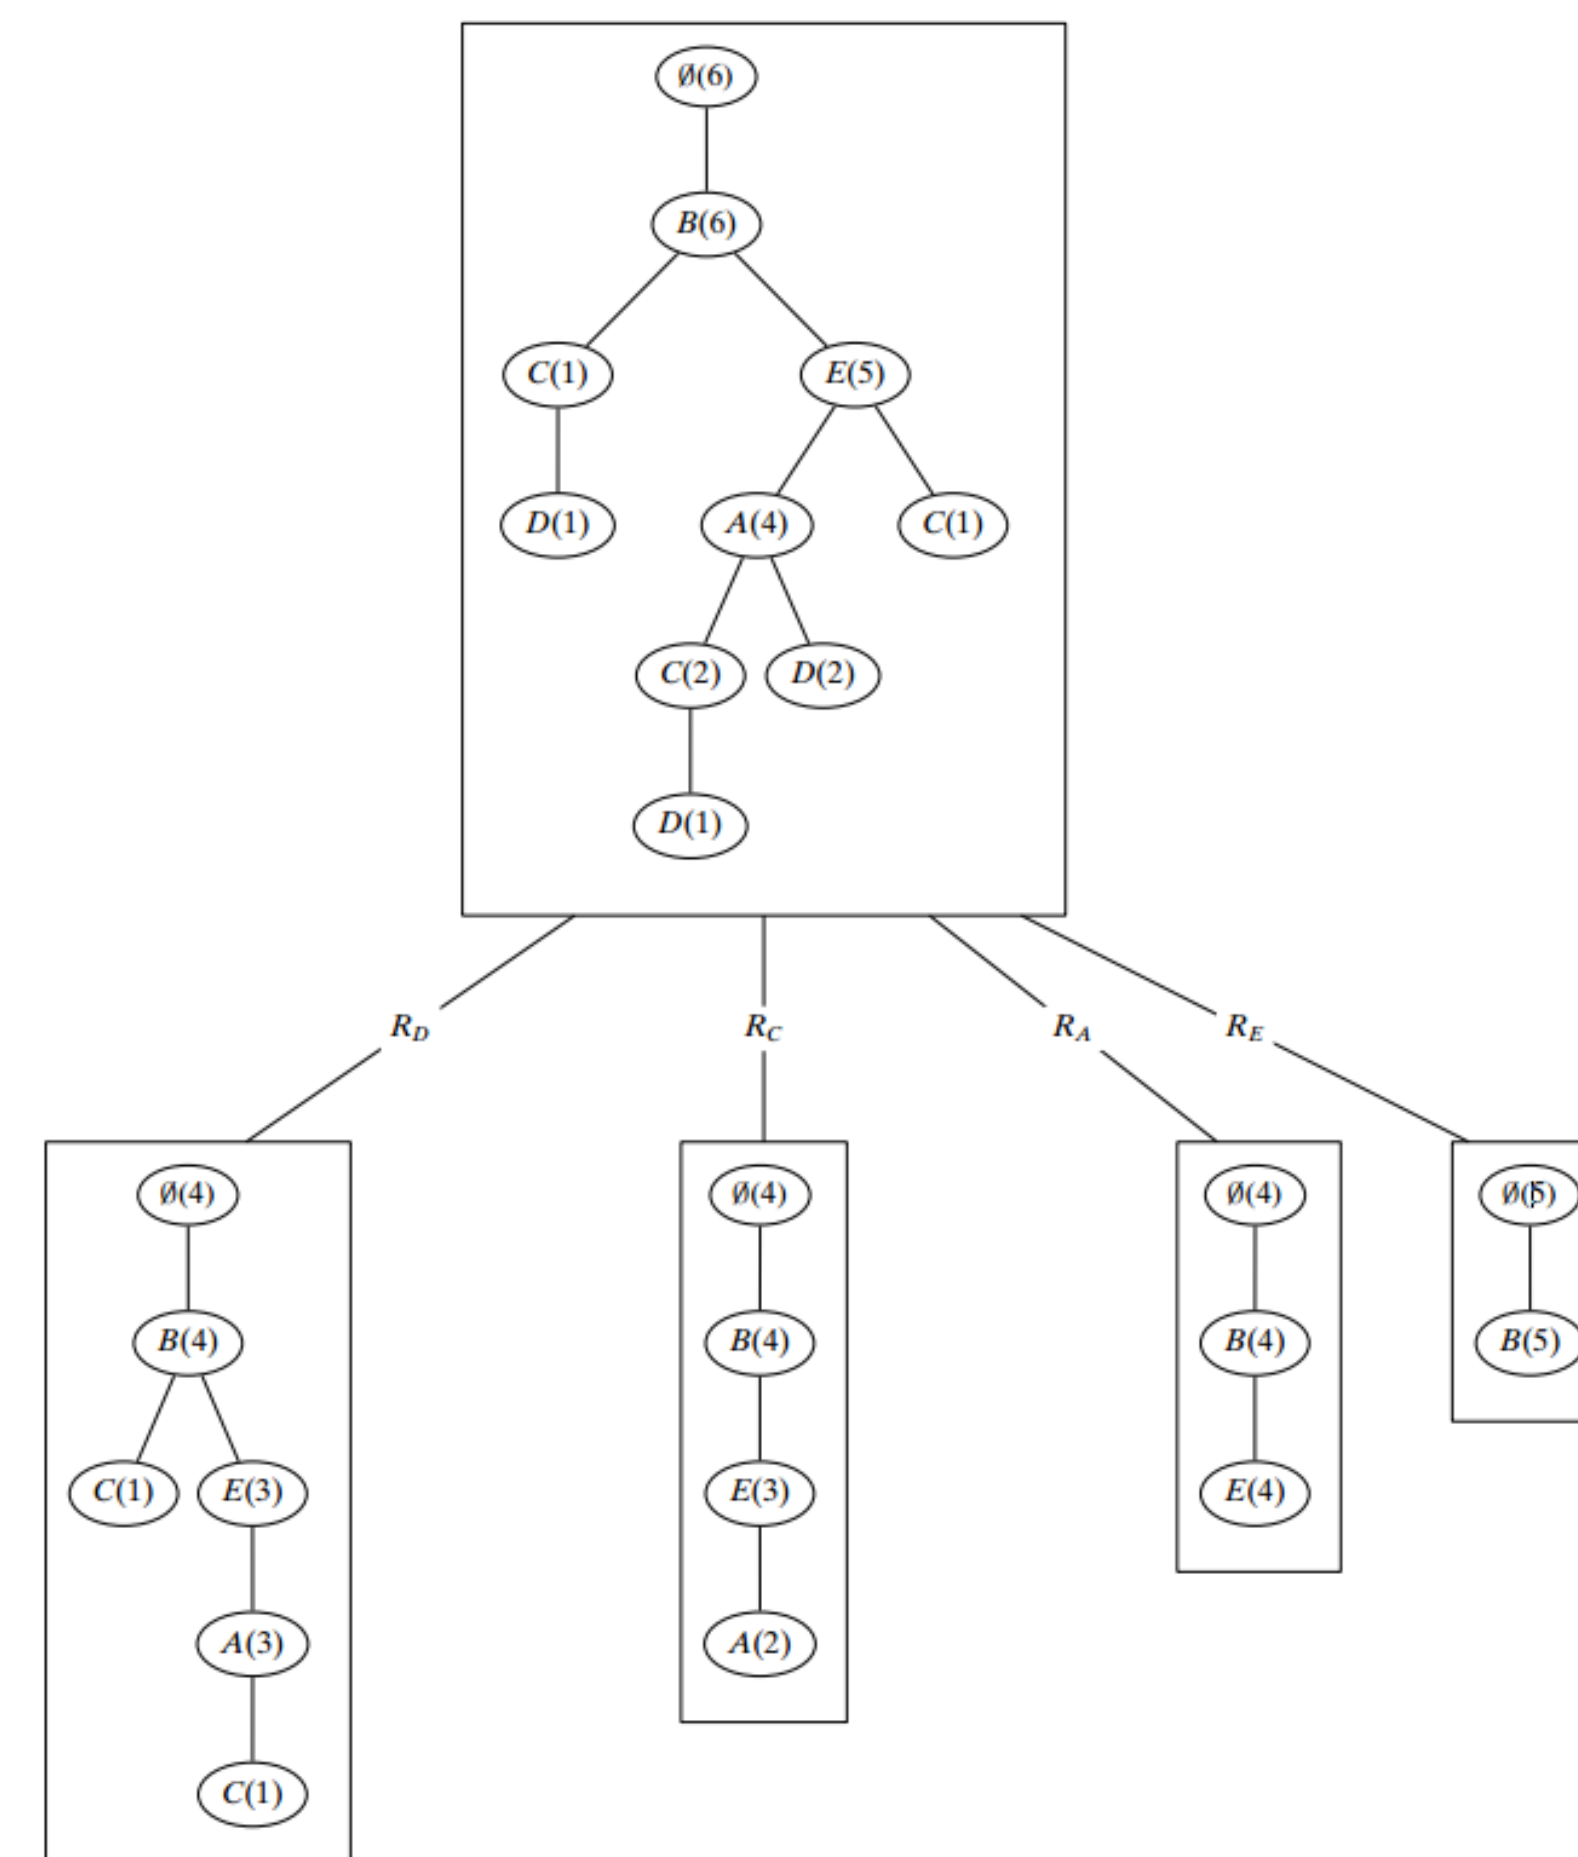 ∅(6)
B(6)
C(1) E(5)
D(1) A(4) C(1)
C(2) D(2)
D(1)
R_D R_C R_A R_E
∅(4) ∅(4) ∅(4) ∅(5)
B(4) B(4) B(4) B(5)
C(1) E(3) E(3) E(4)
A(3) A(2)
C(1)